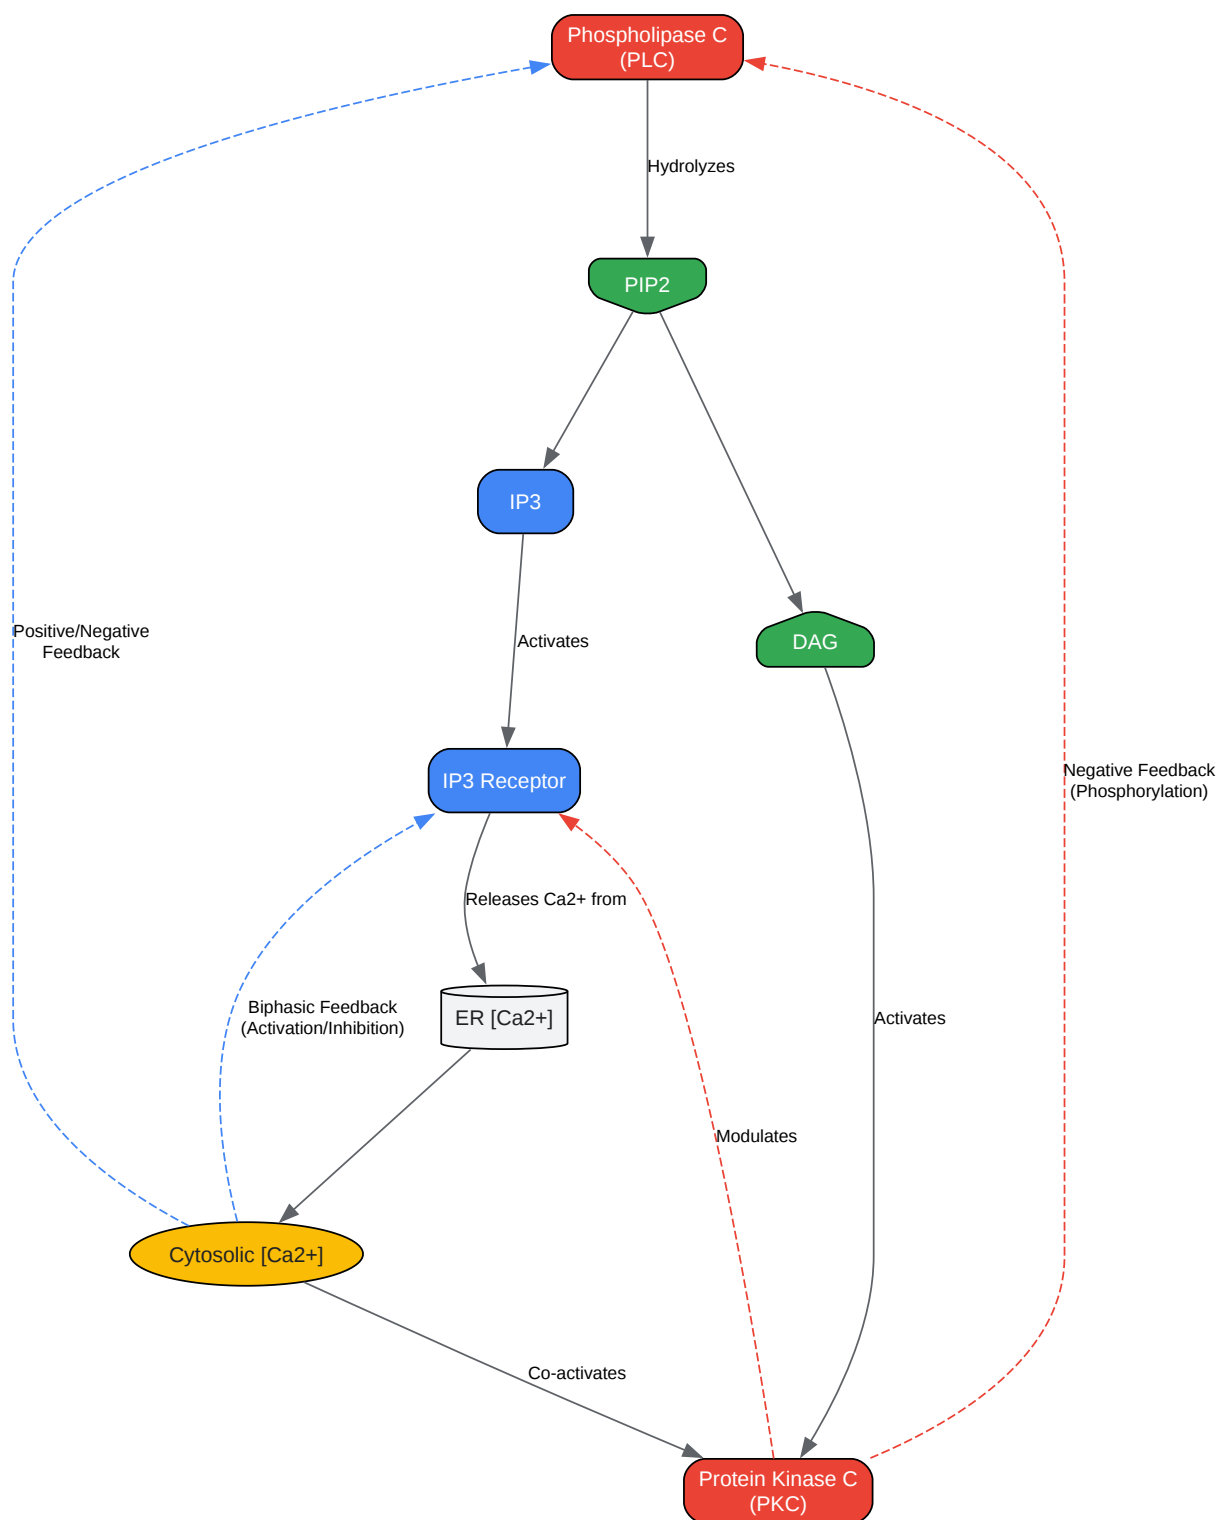 Phospholipase C
(PLC)
Hydrolyzes
PIP2
IP3
Positive/Negative
Feedback
Activates
DAG
IP3 Receptor
Negative Feedback
(Phosphorylation)
Releases Ca2+ from
Biphasic Feedback
(Activation/Inhibition)
ER [Ca2+]
Activates
Modulates
Cytosolic [Ca2+]
Co-activates
Protein Kinase C
(PKC)